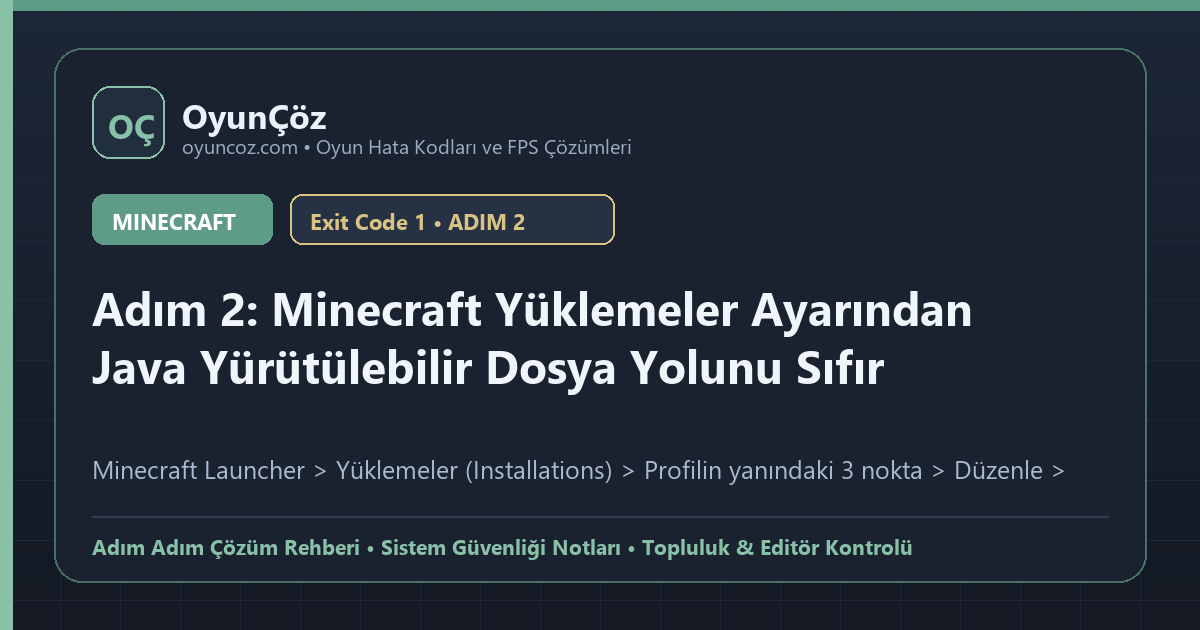 OÇ
OyunÇöz
oyuncoz.com • Oyun Hata Kodları ve FPS Çözümleri
MINECRAFT
Exit Code 1 • ADIM 2
Adım 2: Minecraft Yüklemeler Ayarından
Java Yürütülebilir Dosya Yolunu Sıfır
Minecraft Launcher > Yüklemeler (Installations) > Profilin yanındaki 3 nokta > Düzenle >
Adım Adım Çözüm Rehberi • Sistem Güvenliği Notları • Topluluk & Editör Kontrolü